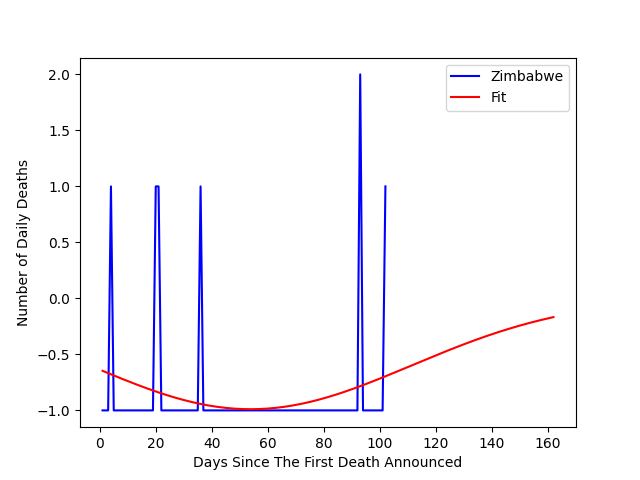 Zimbabwe
Fit
2.0
1.5
1.0
0.5
0.0
−0.5
−1.0
Number of Daily Deaths
0 20 40 60 80 100 120 140 160
Days Since The First Death Announced